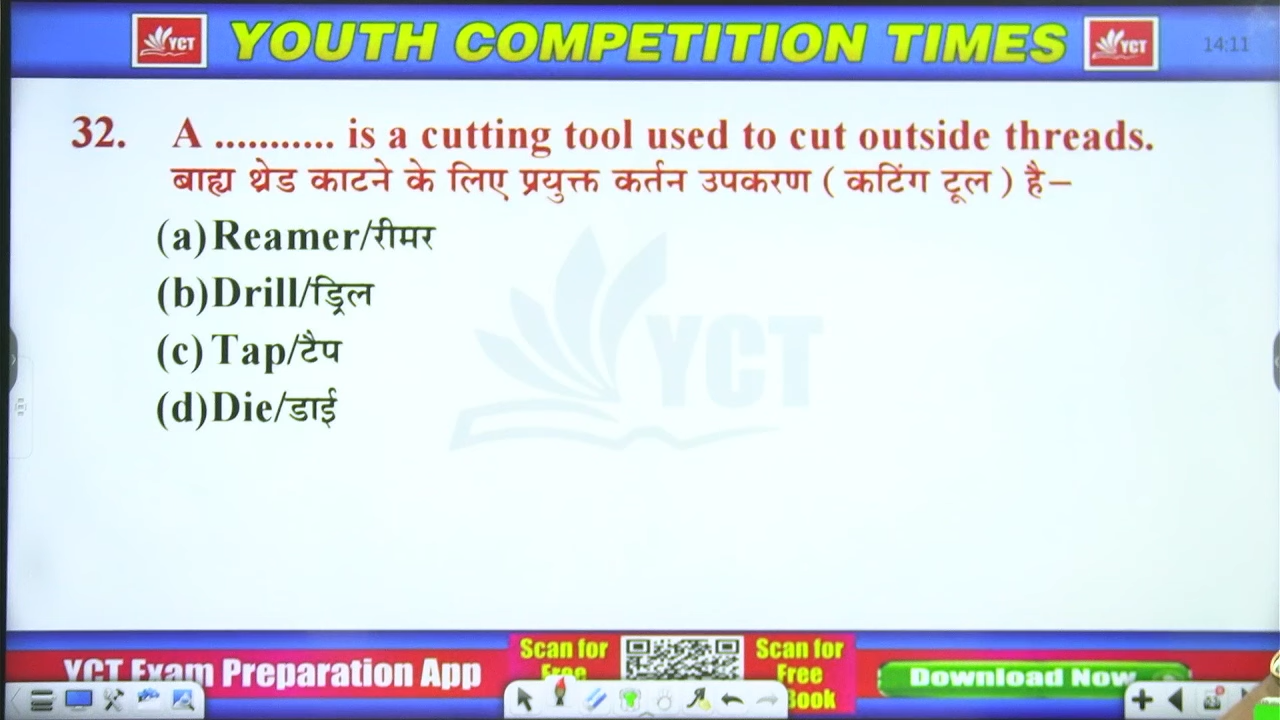 YCT
YOUTH COMPETITION TIMES
YCT
14:11
32. A ........... is a cutting tool used to cut outside threads.
बाह्य थ्रेड काटने के लिए प्रयुक्त कर्तन उपकरण ( कटिंग टूल ) है–
(a) Reamer/रीमर
(b) Drill/ड्रिल
(c) Tap/टैप
(d) Die/डाई
YCT
YCT Exam Preparation App
Scan for
Free
Scan for
Free
Book
Download Now